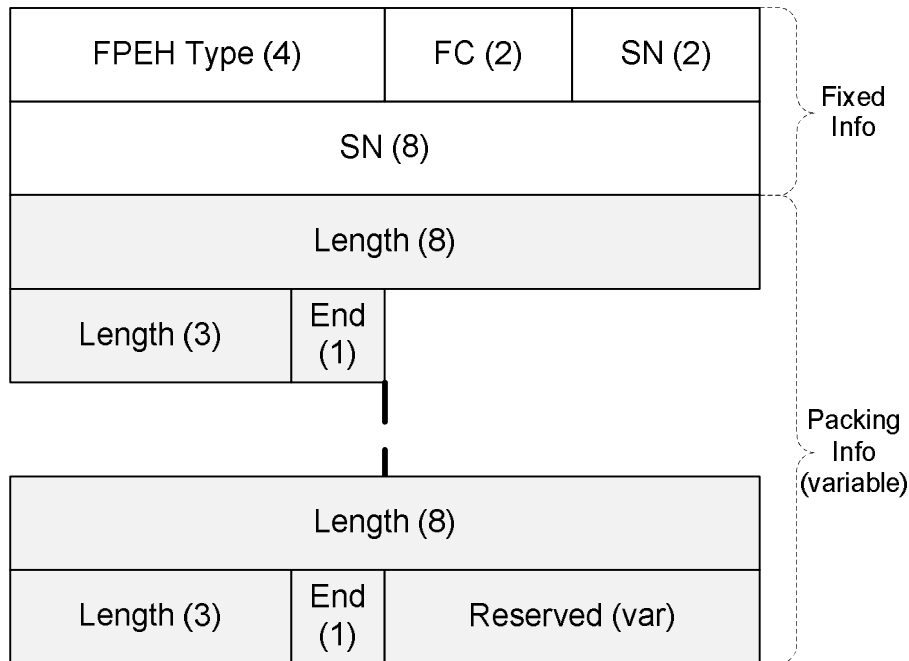 FPEH Type (4)
FC (2)
SN (2)
Fixed
Info
SN (8)
Length (8)
Length (3)
End
(1)
Packing
Info
(variable)
Length (8)
Length (3)
End
(1)
Reserved (var)